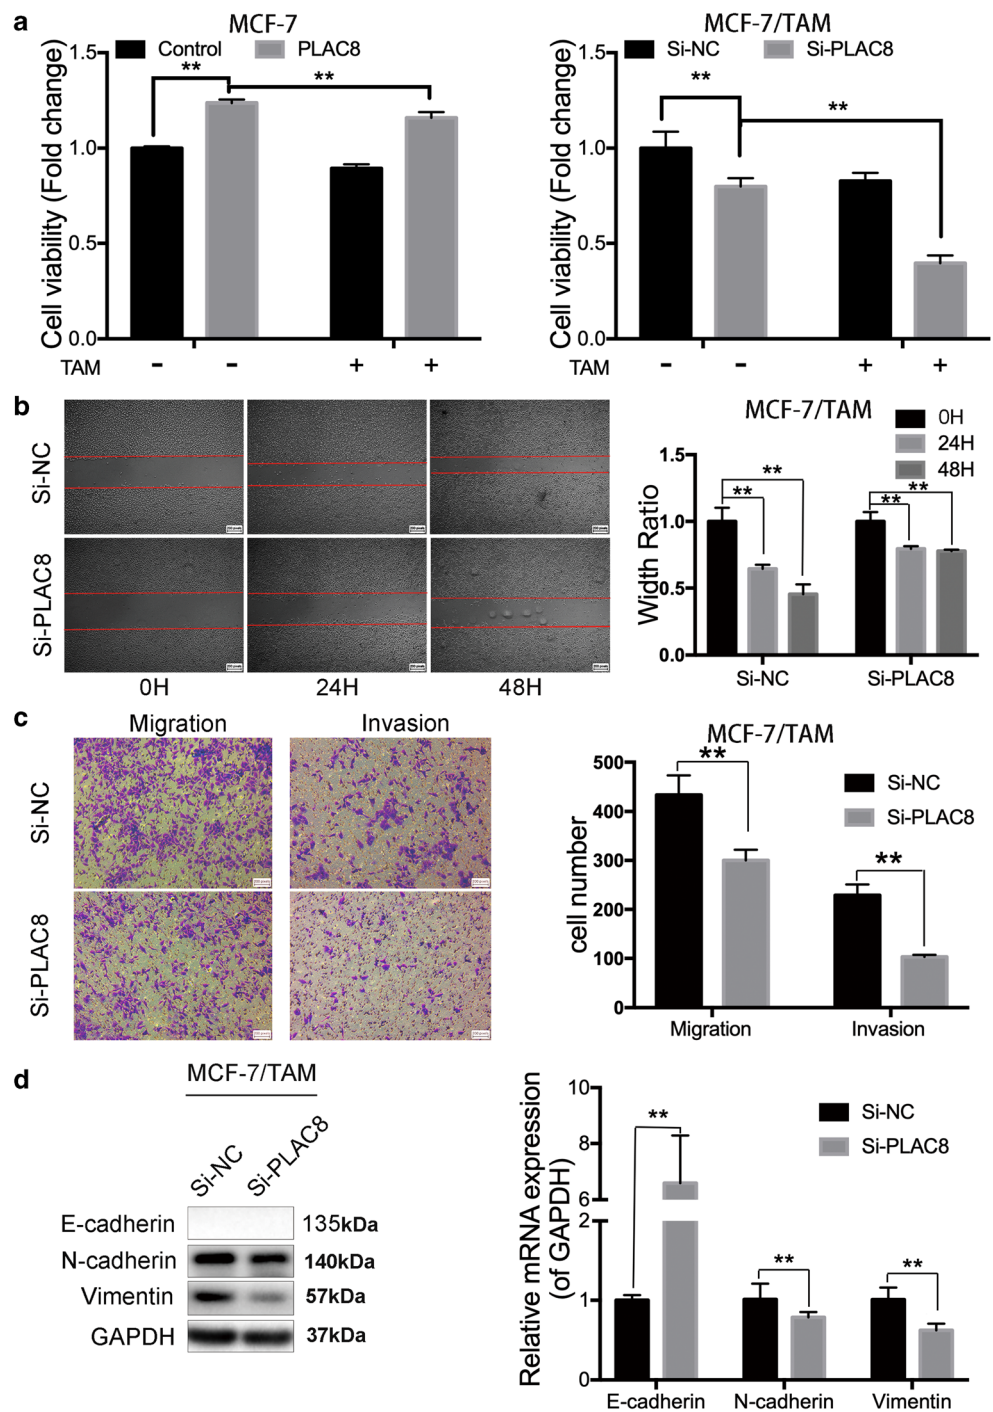 a
MCF-7
Control
PLAC8
Cell viability (Fold change)
1.5
1.0
0.5
0.0
**
**
TAM
- - + +
MCF-7/TAM
Si-NC
Si-PLAC8
Cell viability (Fold change)
1.5
1.0
0.5
0.0
**
**
TAM
- - + +
b
Si-NC
Si-PLAC8
0H
24H
48H
MCF-7/TAM
0H
24H
48H
Width Ratio
1.5
1.0
0.5
0.0
**
**
**
**
Si-NC
Si-PLAC8
c
Migration
Invasion
Si-NC
Si-PLAC8
MCF-7/TAM
Si-NC
Si-PLAC8
cell number
500
400
300
200
100
0
**
**
Migration
Invasion
d
MCF-7/TAM
Si-NC
Si-PLAC8
E-cadherin 135kDa
N-cadherin 140kDa
Vimentin 57kDa
GAPDH 37kDa
Relative mRNA expression
(of GAPDH)
10
8
6
2
1
0
Si-NC
Si-PLAC8
**
**
**
E-cadherin
N-cadherin
Vimentin